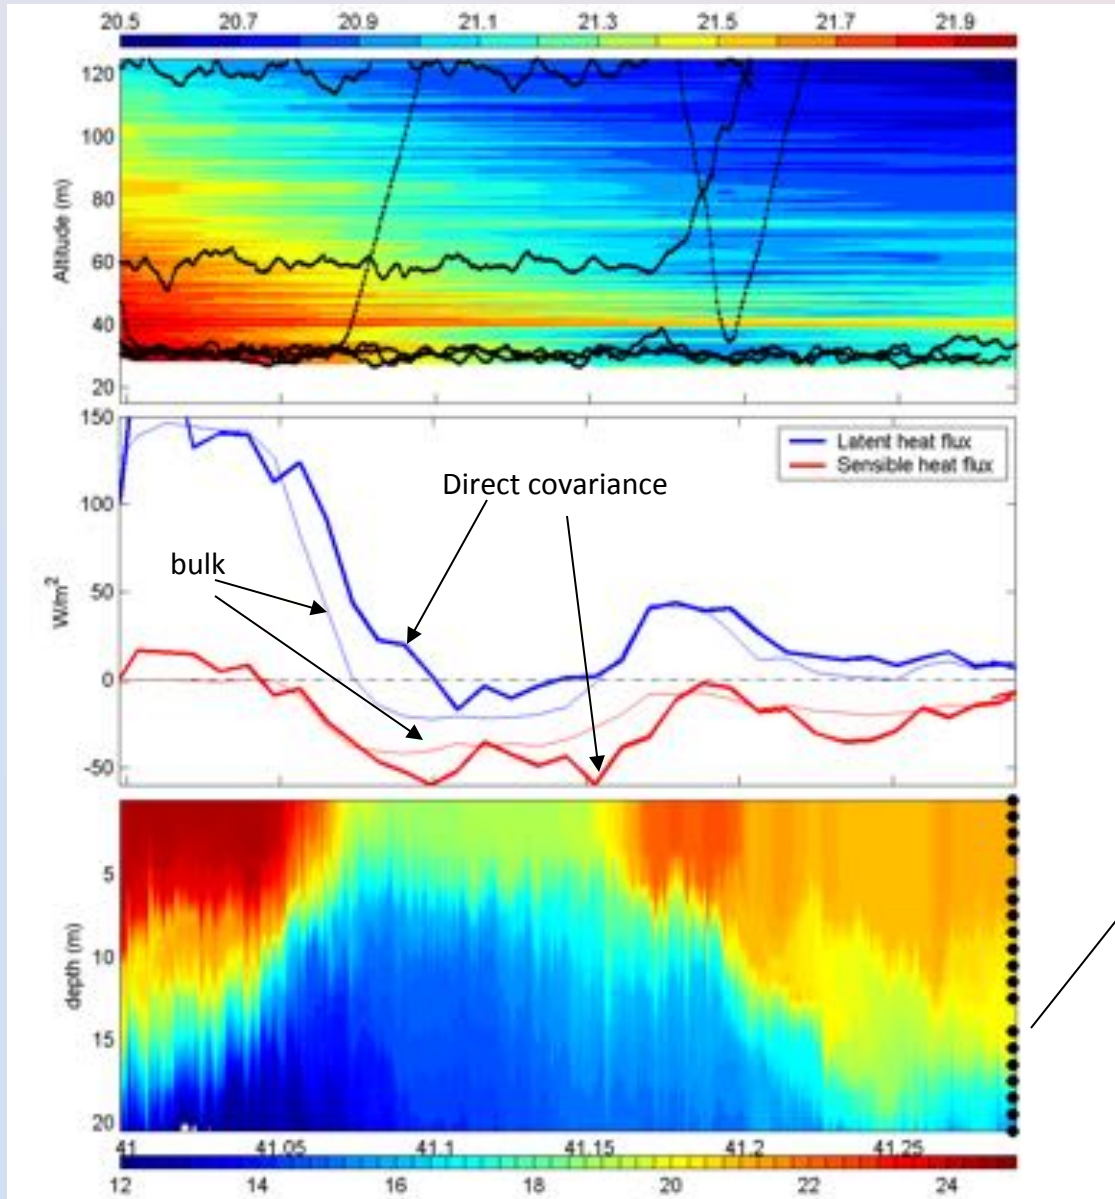 20.5 20.7 20.9 21.1 21.3 21.5 21.7 21.9
120
100
80
60
40
20
Altitude (m)
150
100
50
0
-50
W/m²
Latent heat flux
Sensible heat flux
Direct covariance
bulk
5
10
15
20
depth (m)
41 41.05 41.1 41.15 41.2 41.25
12 14 16 18 20 22 24